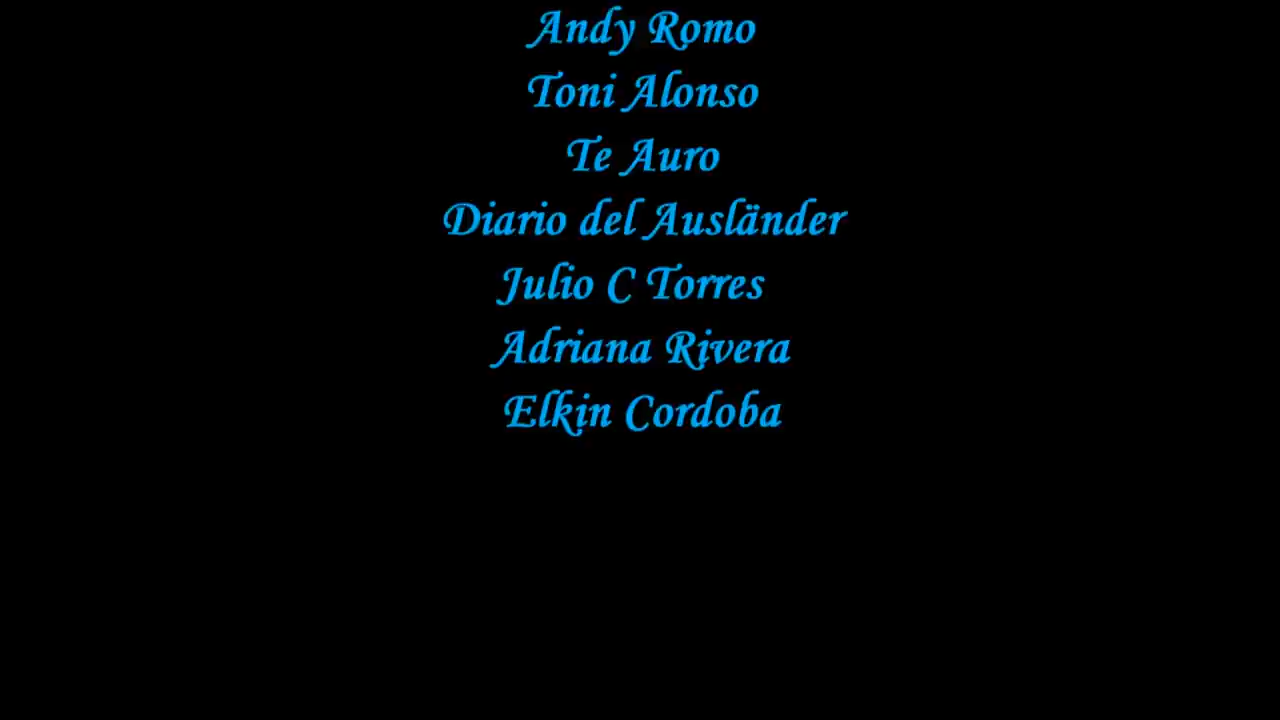 Andy Romo
Toni Alonso
Te Auro
Diario del Ausländer
Julio C Torres
Adriana Rivera
Elkin Cordoba